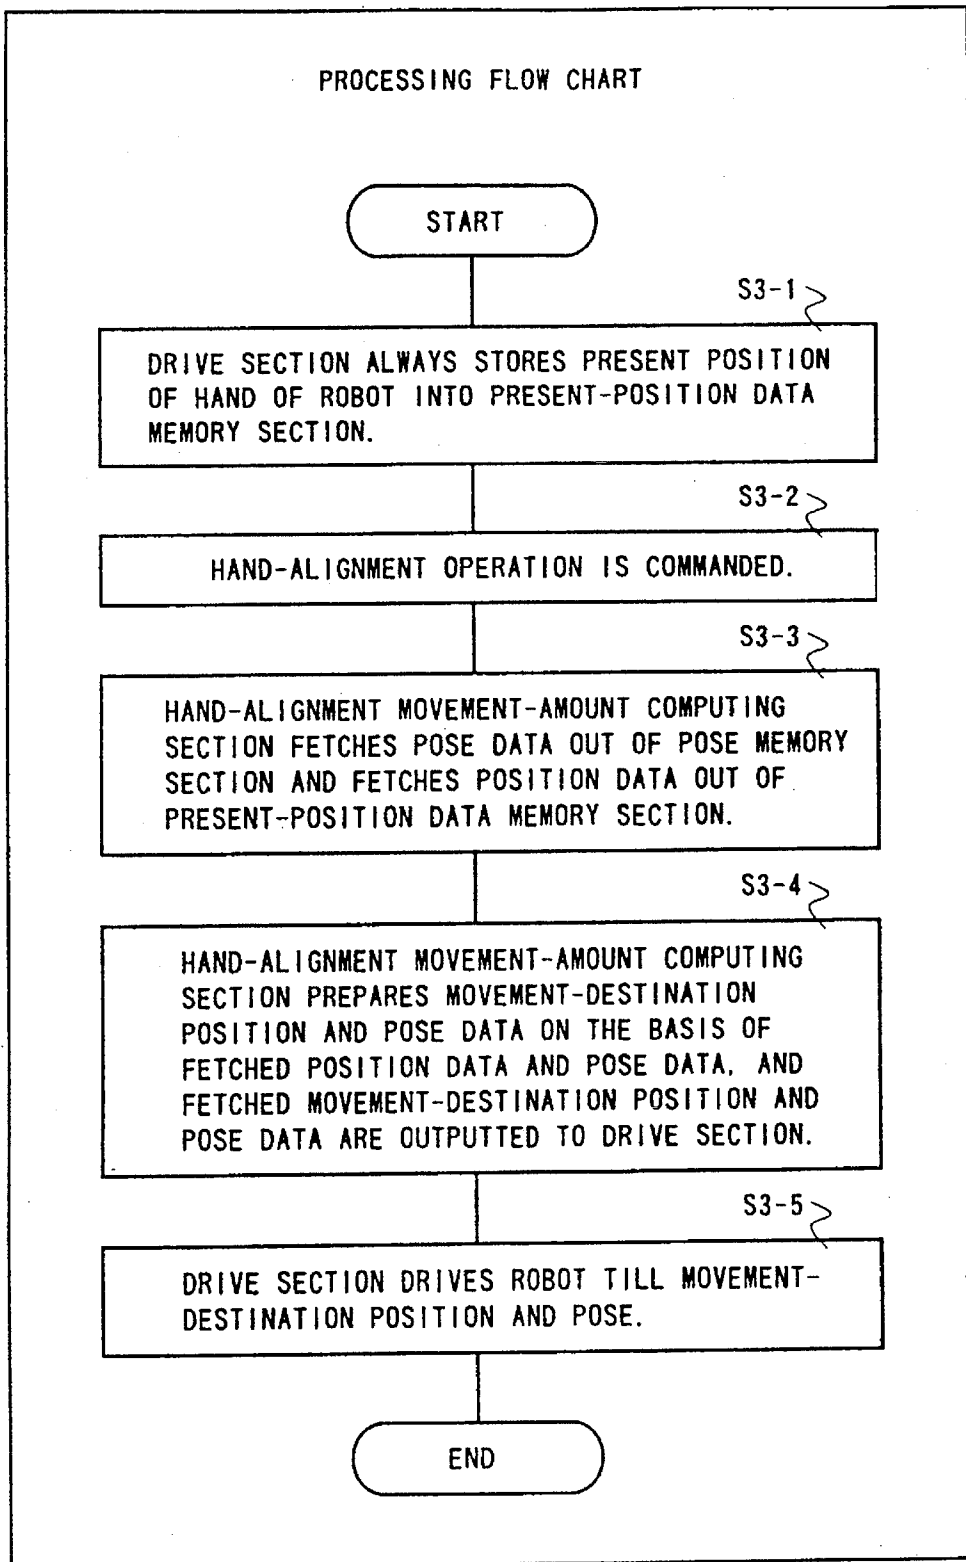 PROCESSING FLOW CHART
START
S3-1
DRIVE SECTION ALWAYS STORES PRESENT POSITION
OF HAND OF ROBOT INTO PRESENT-POSITION DATA
MEMORY SECTION.
S3-2
HAND-ALIGNMENT OPERATION IS COMMANDED.
S3-3
HAND-ALIGNMENT MOVEMENT-AMOUNT COMPUTING
SECTION FETCHES POSE DATA OUT OF POSE MEMORY
SECTION AND FETCHES POSITION DATA OUT OF
PRESENT-POSITION DATA MEMORY SECTION.
S3-4
HAND-ALIGNMENT MOVEMENT-AMOUNT COMPUTING
SECTION PREPARES MOVEMENT-DESTINATION
POSITION AND POSE DATA ON THE BASIS OF
FETCHED POSITION DATA AND POSE DATA, AND
FETCHED MOVEMENT-DESTINATION POSITION AND
POSE DATA ARE OUTPUTTED TO DRIVE SECTION.
S3-5
DRIVE SECTION DRIVES ROBOT TILL MOVEMENT-
DESTINATION POSITION AND POSE.
END